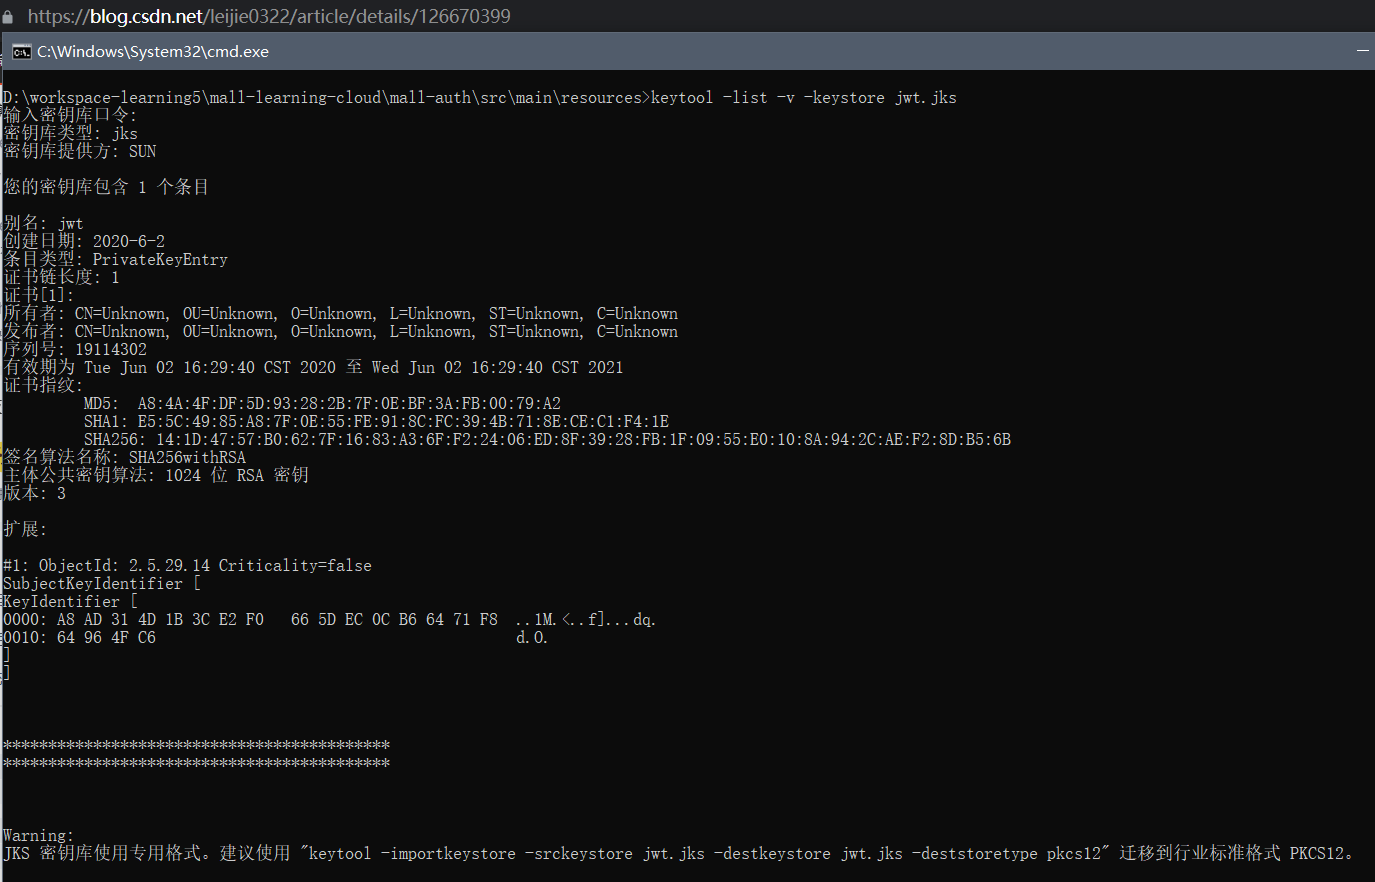 https://blog.csdn.net/leijie0322/article/details/126670399
C:\Windows\System32\cmd.exe
D:\workspace-learning5\mall-learning-cloud\mall-auth\src\main\resources>keytool -list -v -keystore jwt.jks
输入密钥库口令:
密钥库类型: jks
密钥库提供方: SUN
您的密钥库包含 1 个条目
别名: jwt
创建日期: 2020-6-2
条目类型: PrivateKeyEntry
证书链长度: 1
证书[1]:
所有者: CN=Unknown, OU=Unknown, O=Unknown, L=Unknown, ST=Unknown, C=Unknown
发布者: CN=Unknown, OU=Unknown, O=Unknown, L=Unknown, ST=Unknown, C=Unknown
序列号: 19114302
有效期为 Tue Jun 02 16:29:40 CST 2020 至 Wed Jun 02 16:29:40 CST 2021
证书指纹:
MD5:  A8:4A:4F:DF:5D:93:28:2B:7F:0E:BF:3A:FB:00:79:A2
SHA1: E5:5C:49:85:A8:7F:0E:55:FE:91:8C:FC:39:4B:71:8E:CE:C1:F4:1E
SHA256: 14:1D:47:57:B0:62:7F:16:83:A3:6F:F2:24:06:ED:8F:39:28:FB:1F:09:55:E0:10:8A:94:2C:AE:F2:8D:B5:6B
签名算法名称: SHA256withRSA
主体公共密钥算法: 1024 位 RSA 密钥
版本: 3
扩展:
#1: ObjectId: 2.5.29.14 Criticality=false
SubjectKeyIdentifier [
KeyIdentifier [
0000: A8 AD 31 4D 1B 3C E2 F0   66 5D EC 0C B6 64 71 F8  ..1M.<..f]...dq.
0010: 64 96 4F C6                                        d.O.
]
]
*******************************************
*******************************************
Warning:
JKS 密钥库使用专用格式。建议使用 "keytool -importkeystore -srckeystore jwt.jks -destkeystore jwt.jks -deststoretype pkcs12" 迁移到行业标准格式 PKCS12。